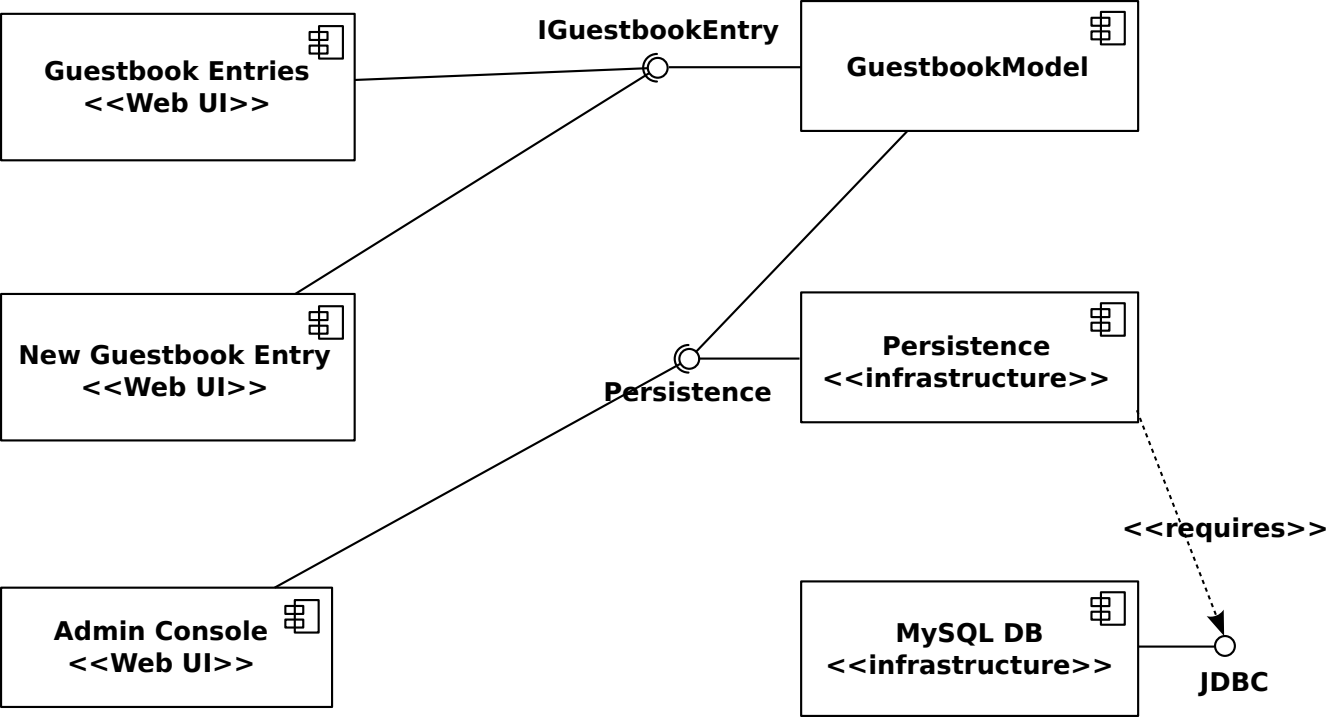 IGuestbookEntry
Guestbook Entries
<<Web UI>>
GuestbookModel
New Guestbook Entry
<<Web UI>>
Persistence
<<infrastructure>>
Persistence
<<requires>>
Admin Console
<<Web UI>>
MySQL DB
<<infrastructure>>
JDBC